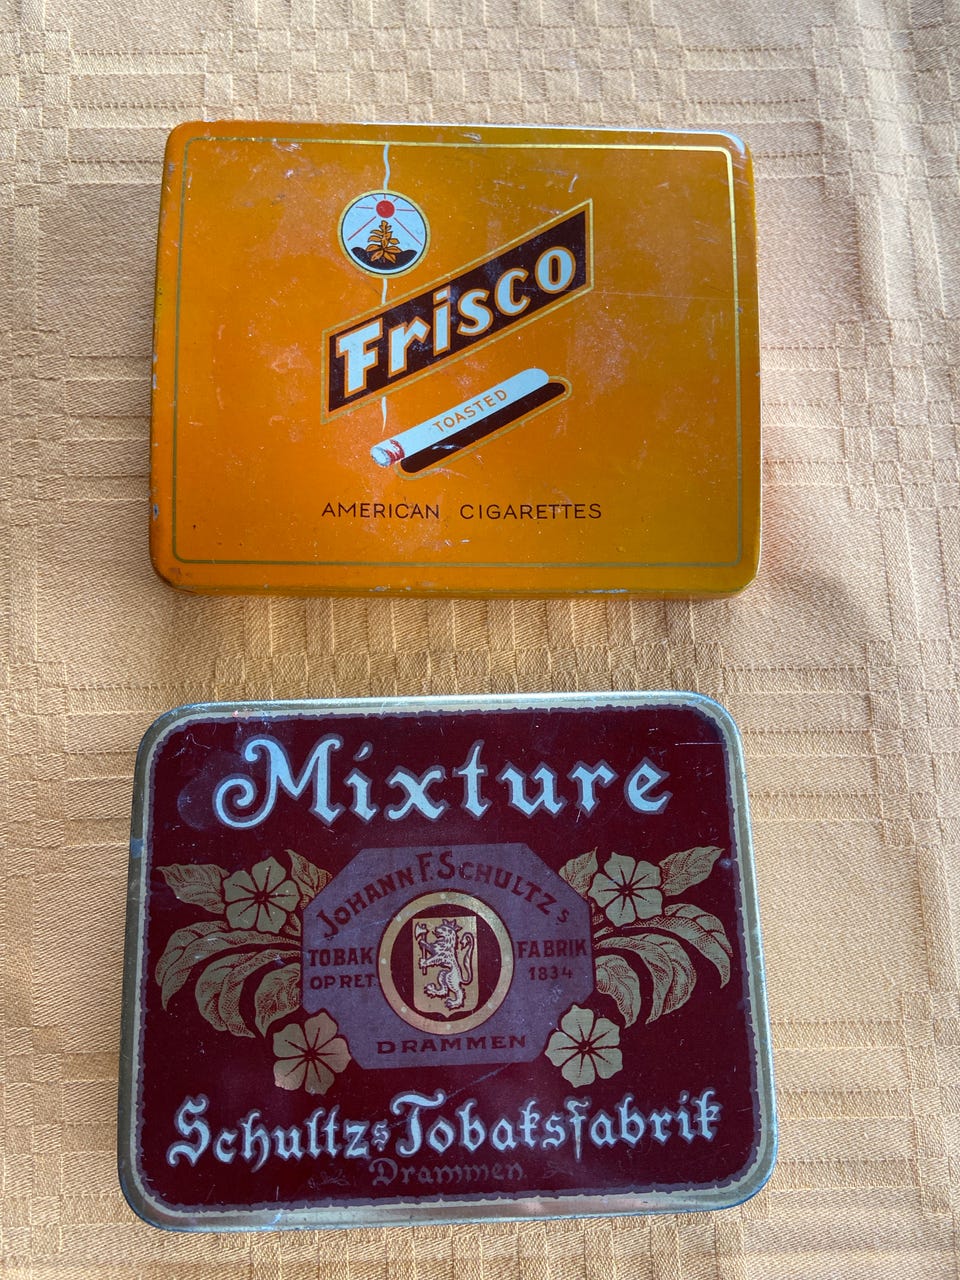 Frisco
TOASTED
AMERICAN CIGARETTES
Mixture
JOHANN F. SCHULTZ's
TOBAK FABRIK
OPRET. 1834
DRAMMEN
Schultzs Tobaksfabrik
Drammen.